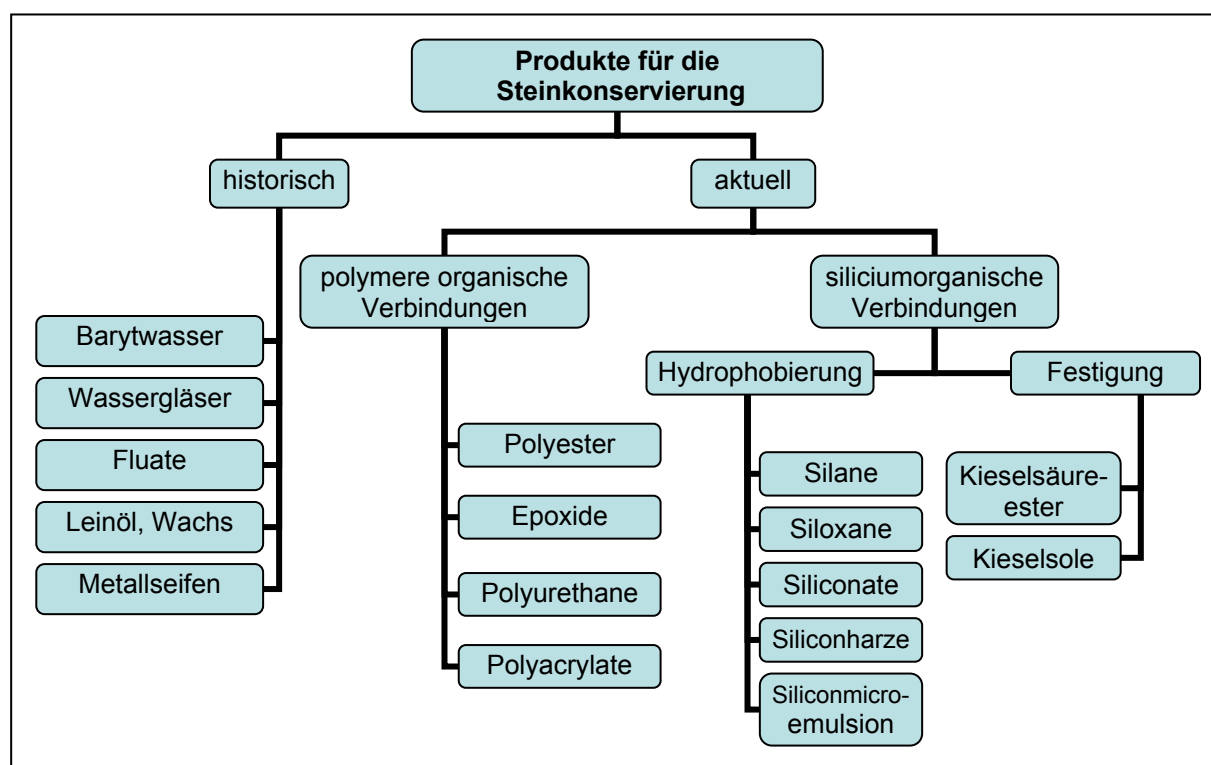 Produkte für die
Steinkonservierung
historisch
aktuell
polymere organische
Verbindungen
siliciumorganische
Verbindungen
Barytwasser
Wassergläser
Fluate
Leinöl, Wachs
Metallseifen
Polyester
Epoxide
Polyurethane
Polyacrylate
Hydrophobierung
Festigung
Silane
Siloxane
Siliconate
Siliconharze
Siliconmicro-
emulsion
Kieselsäure-
ester
Kieselsole